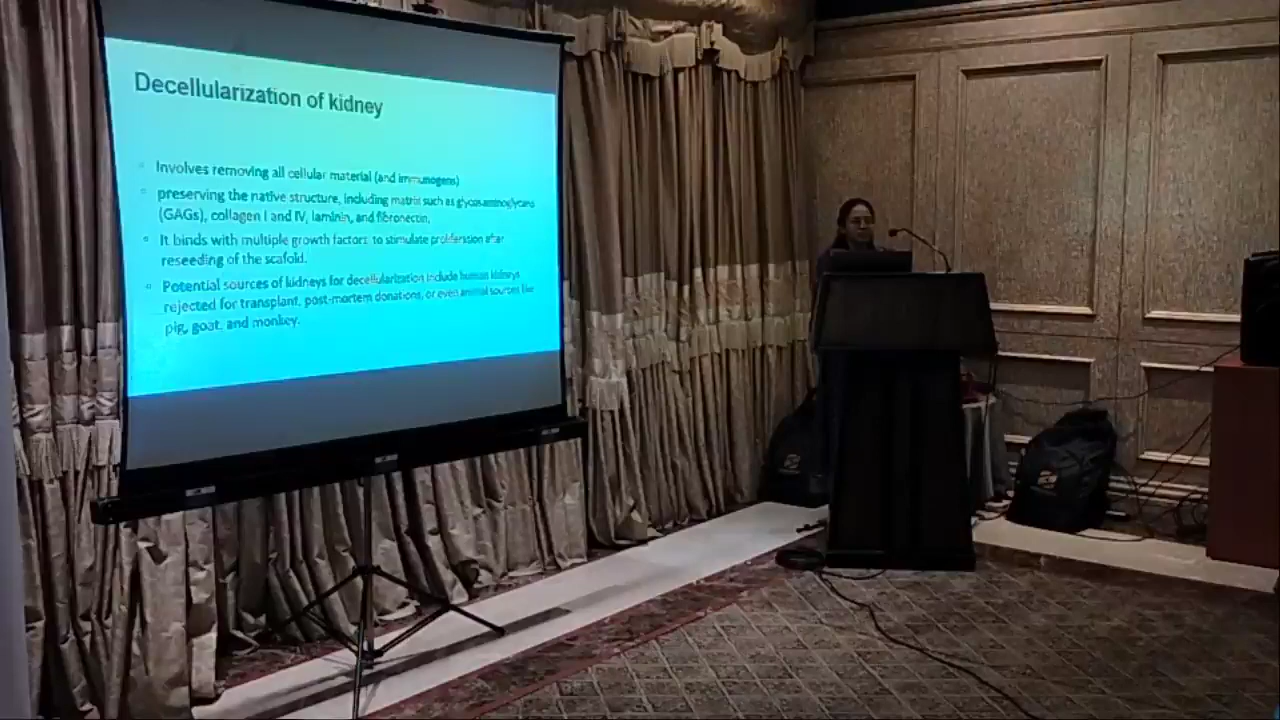 Decellularization of kidney
Involves removing all cellular material (and immunogens)
preserving the native structure, including matrix such as glycosaminoglycans
(GAGs), collagen I and IV, laminin, and fibronectin.
It binds with multiple growth factors to stimulate proliferation after
reseeding of the scafold.
Potential sources of kidneys for decellularization include human kidneys
rejected for transplant, post-mortem donations, or even animal sources like
pig, goat, and monkey.